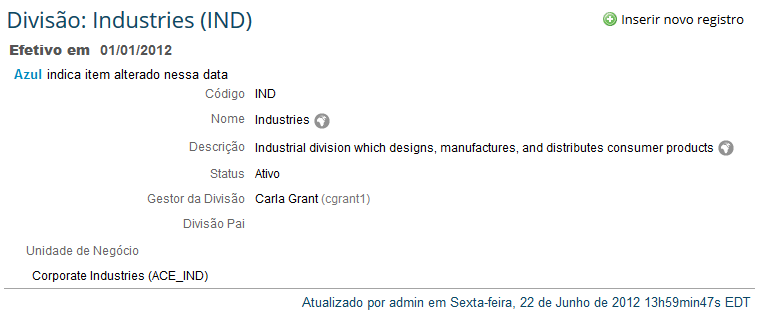 Divisão: Industries (IND)
Inserir novo registro
Efetivo em 01/01/2012
Azul indica item alterado nessa data
Código IND
Nome Industries
Descrição Industrial division which designs, manufactures, and distributes consumer products
Status Ativo
Gestor da Divisão Carla Grant (cgrant1)
Divisão Pai
Unidade de Negócio
Corporate Industries (ACE_IND)
Atualizado por admin em Sexta-feira, 22 de Junho de 2012 13h59min47s EDT